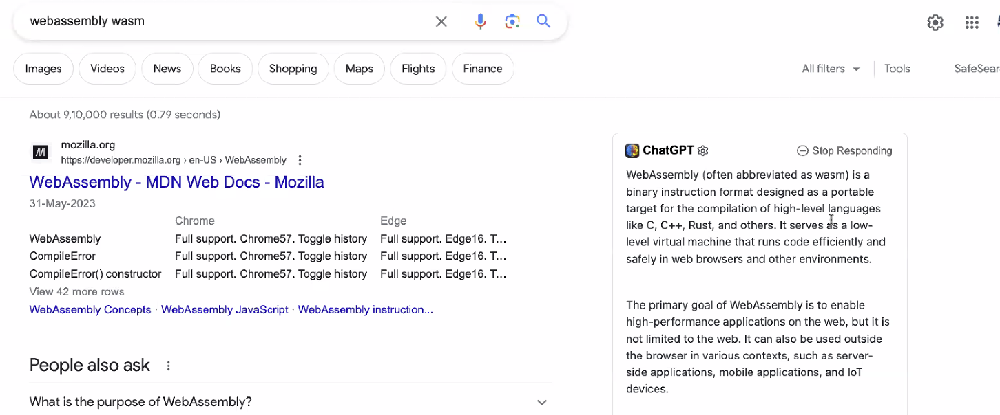 webassembly wasm
Images Videos News Books Shopping Maps Flights Finance All filters Tools
About 9,10,000 results (0.79 seconds)
mozilla.org
https://developer.mozilla.org › en-US › WebAssembly
WebAssembly - MDN Web Docs - Mozilla
31-May-2023
Chrome Edge
WebAssembly Full support. Chrome57. Toggle history Full support. Edge16. T...
CompileError Full support. Chrome57. Toggle history Full support. Edge16. T...
CompileError() constructor Full support. Chrome57. Toggle history Full support. Edge16. T...
View 42 more rows
WebAssembly Concepts · WebAssembly JavaScript · WebAssembly instruction...
People also ask
What is the purpose of WebAssembly?
ChatGPT Stop Responding
WebAssembly (often abbreviated as wasm) is a
binary instruction format designed as a portable
target for the compilation of high-level languages
like C, C++, Rust, and others. It serves as a low-
level virtual machine that runs code efficiently and
safely in web browsers and other environments.
The primary goal of WebAssembly is to enable
high-performance applications on the web, but it is
not limited to the web. It can also be used outside
the browser in various contexts, such as server-
side applications, mobile applications, and IoT
devices.